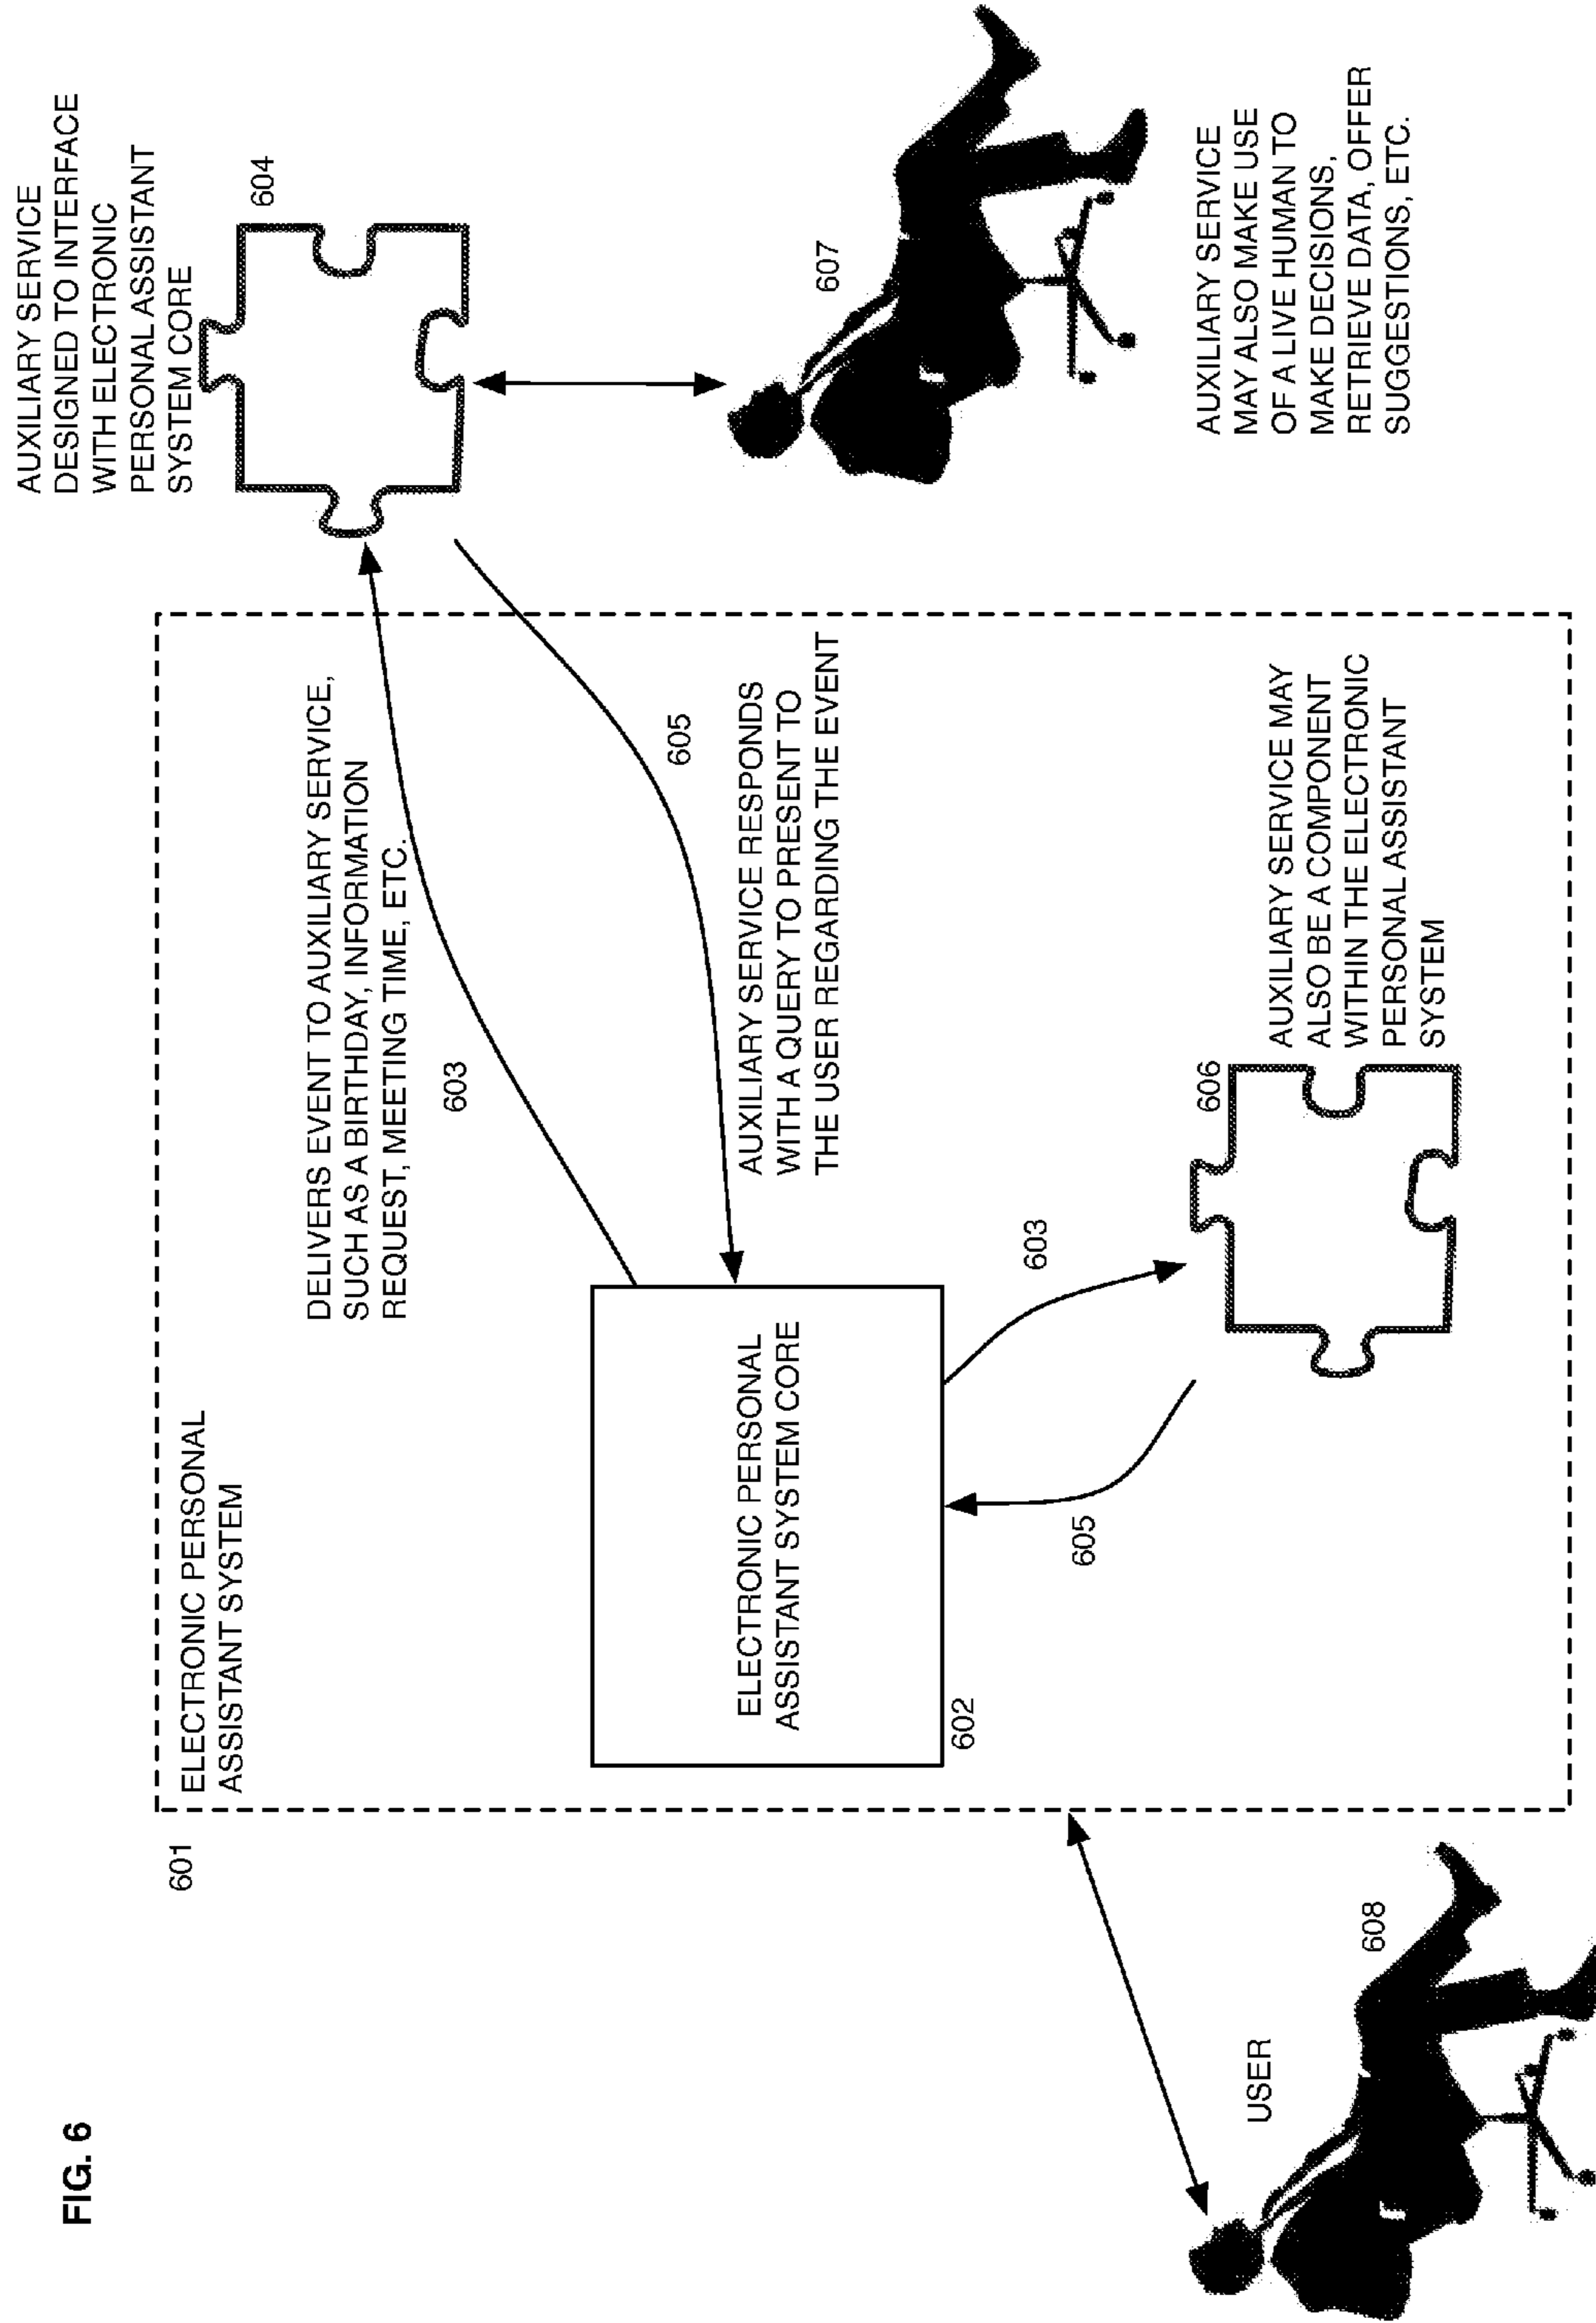 FIG. 6
601
ELECTRONIC PERSONAL
ASSISTANT SYSTEM
DELIVERS EVENT TO AUXILIARY SERVICE,
SUCH AS A BIRTHDAY, INFORMATION
REQUEST, MEETING TIME, ETC.
603
AUXILIARY SERVICE
DESIGNED TO INTERFACE
WITH ELECTRONIC
PERSONAL ASSISTANT
SYSTEM CORE
604
605
AUXILIARY SERVICE RESPONDS
WITH A QUERY TO PRESENT TO
THE USER REGARDING THE EVENT
ELECTRONIC PERSONAL
ASSISTANT SYSTEM CORE
602
603
605
606
AUXILIARY SERVICE MAY
ALSO BE A COMPONENT
WITHIN THE ELECTRONIC
PERSONAL ASSISTANT
SYSTEM
607
AUXILIARY SERVICE
MAY ALSO MAKE USE
OF A LIVE HUMAN TO
MAKE DECISIONS,
RETRIEVE DATA, OFFER
SUGGESTIONS, ETC.
USER
608